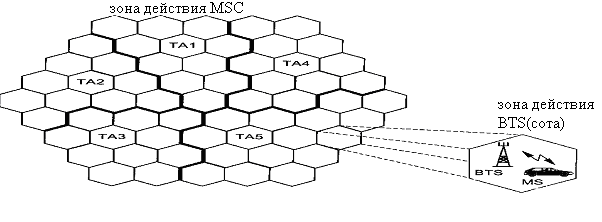 зона действия MSC
TA1
TA4
TA2
зона действия
BTS(сота)
TA3
TA5
BTS
MS